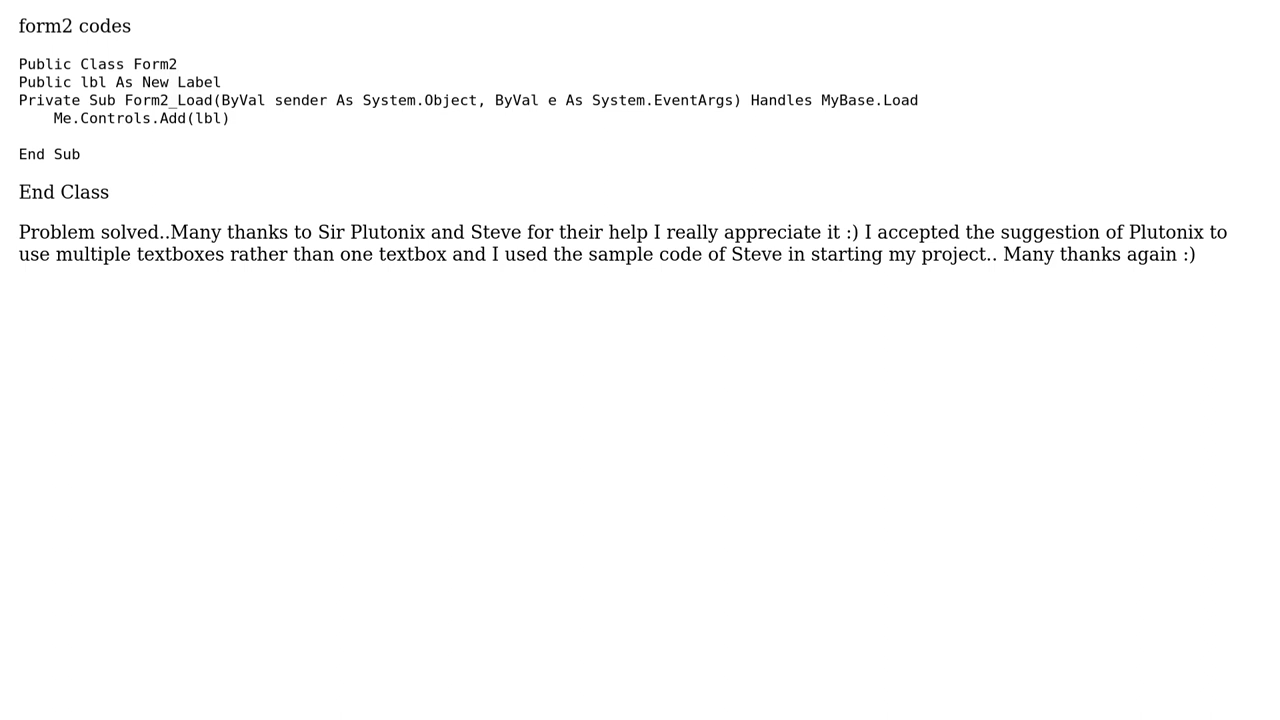 form2 codes
Public Class Form2
Public lbl As New Label
Private Sub Form2_Load(ByVal sender As System.Object, ByVal e As System.EventArgs) Handles MyBase.Load
    Me.Controls.Add(lbl)
End Sub
End Class
Problem solved..Many thanks to Sir Plutonix and Steve for their help I really appreciate it :) I accepted the suggestion of Plutonix to
use multiple textboxes rather than one textbox and I used the sample code of Steve in starting my project.. Many thanks again :)